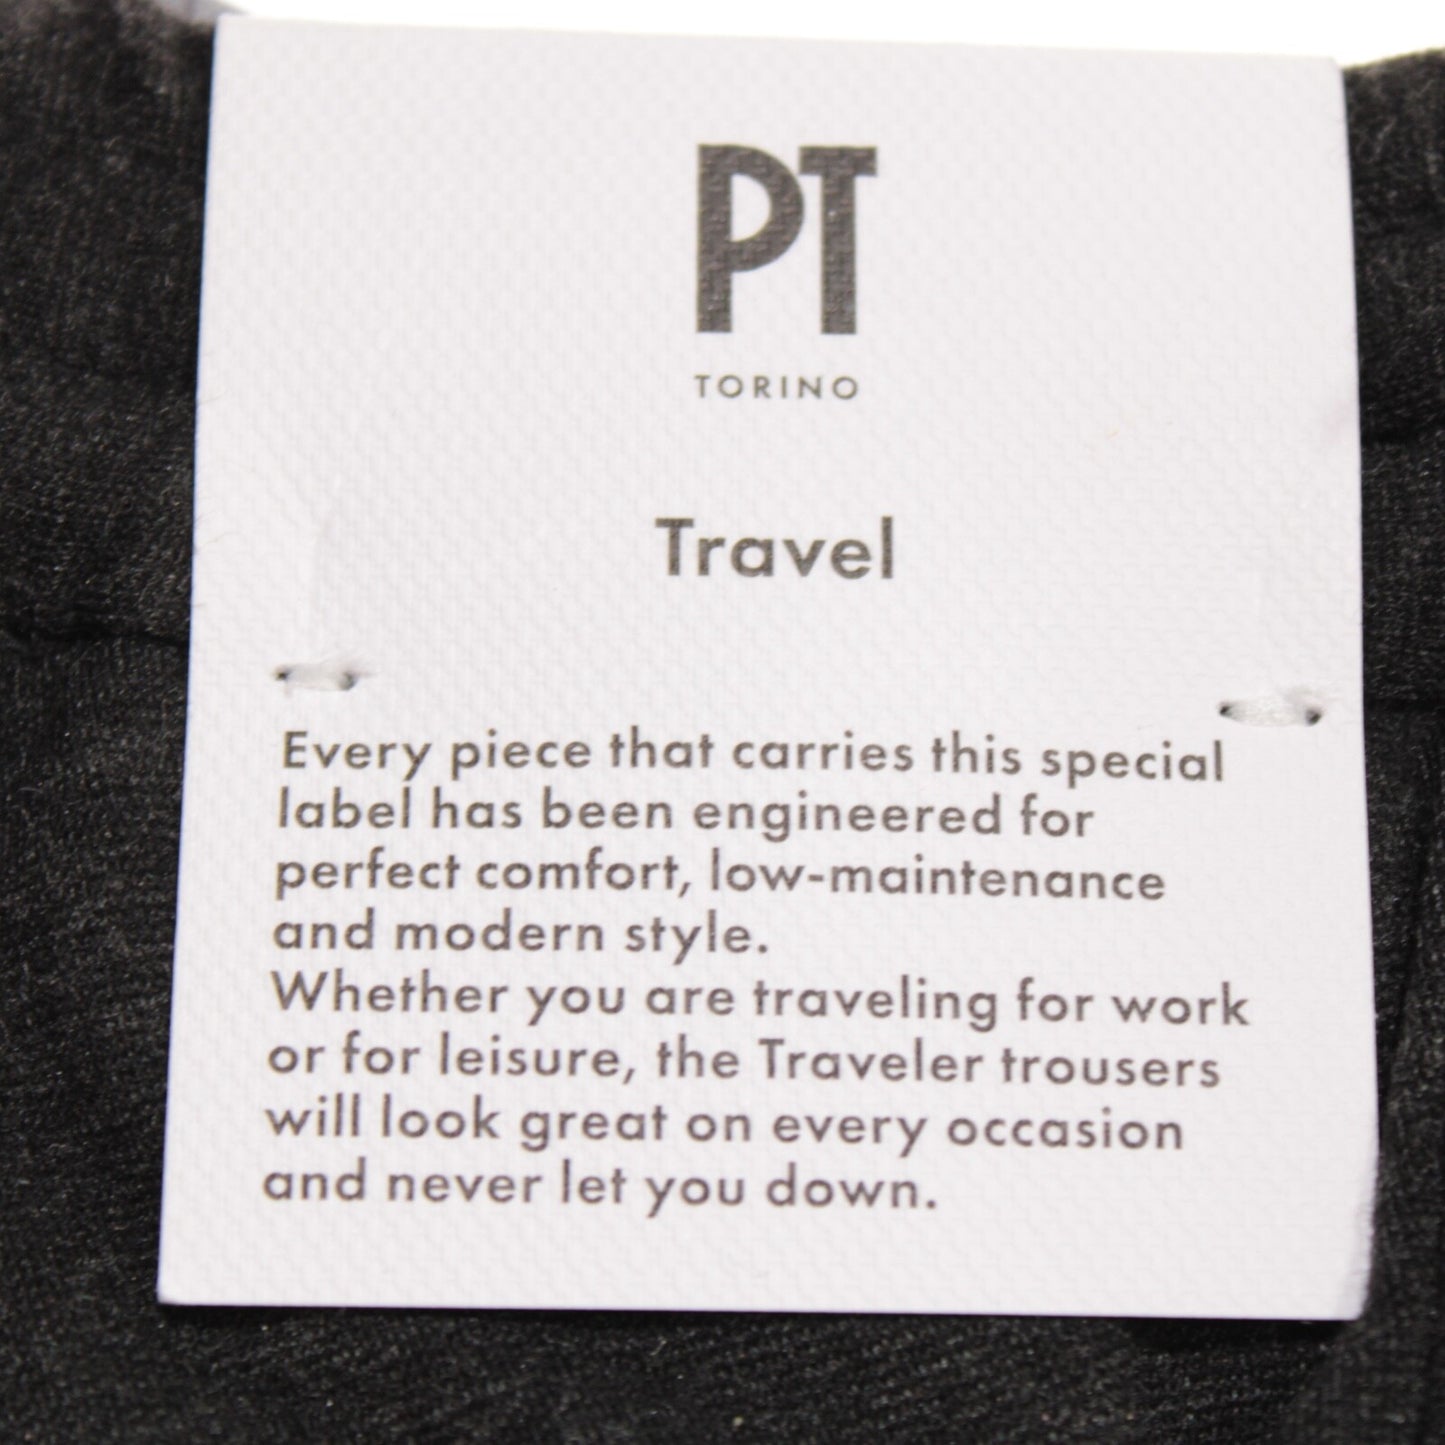 PT
TORINO
Travel
Every piece that carries this special
label has been engineered for
perfect comfort, low-maintenance
and modern style.
Whether you are traveling for work
or for leisure, the Traveler trousers
will look great on every occasion
and never let you down.